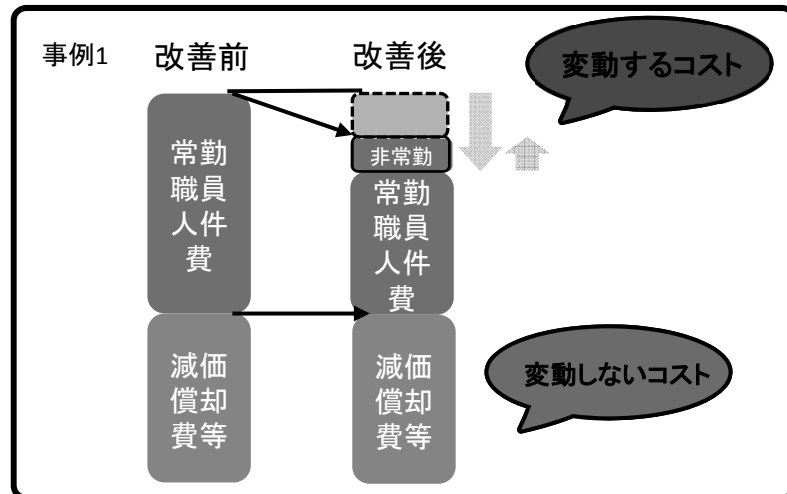 事例1
改善前
改善後
変動するコスト
常勤
職員
人件
費
非常勤
常勤
職員
人件
費
減価
償却
費等
減価
償却
費等
変動しないコスト